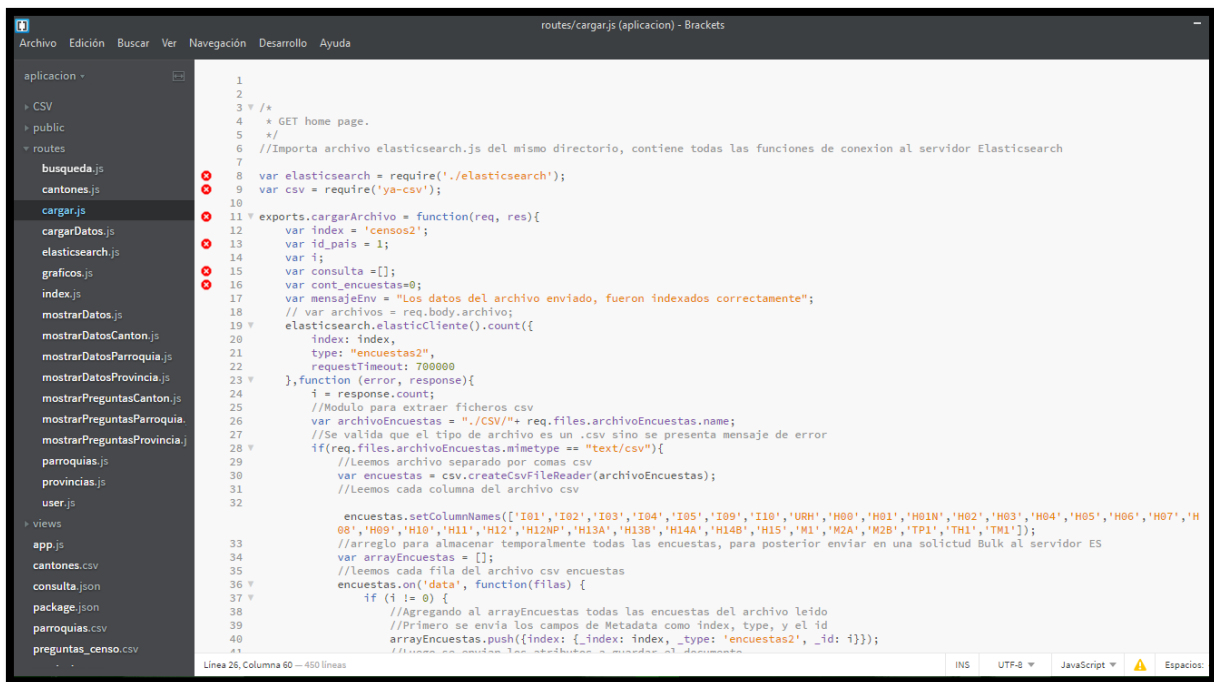 routes/cargar.js (aplicacion) - Brackets
Archivo Edición Buscar Ver Navegación Desarrollo Ayuda
aplicacion
CSV
public
routes
busqueda.js
cantones.js
cargar.js
cargarDatos.js
elasticsearch.js
graficos.js
index.js
mostrarDatos.js
mostrarDatosCanton.js
mostrarDatosParroquia.js
mostrarDatosProvincia.js
mostrarPreguntasCanton.js
mostrarPreguntasParroquia.
mostrarPreguntasProvincia.j
parroquias.js
provincias.js
user.js
views
app.js
cantones.csv
consulta.json
package.json
parroquias.csv
preguntas_censo.csv
1
2
3 /*
4 * GET home page.
5 */
6 //Importa archivo elasticsearch.js del mismo directorio, contiene todas las funciones de conexion al servidor Elasticsearch
7
8 var elasticsearch = require('./elasticsearch');
9 var csv = require('ya-csv');
10
11 exports.cargarArchivo = function(req, res){
12 var index = 'censos2';
13 var id_pais = 1;
14 var i;
15 var consulta =[];
16 var cont_encuestas=0;
17 var mensajeEnv = "Los datos del archivo enviado, fueron indexados correctamente";
18 // var archivos = req.body.archivo;
19 elasticsearch.elasticCliente().count({
20 index: index,
21 type: "encuestas2",
22 requestTimeout: 700000
23 },function (error, response){
24 i = response.count;
25 //Modulo para extraer ficheros csv
26 var archivoEncuestas = "./CSV/"+ req.files.archivoEncuestas.name;
27 //Se valida que el tipo de archivo es un .csv sino se presenta mensaje de error
28 if(req.files.archivoEncuestas.mimetype == "text/csv"){
29 //Leemos archivo separado por comas csv
30 var encuestas = csv.createCsvFileReader(archivoEncuestas);
31 //Leemos cada columna del archivo csv
32
encuestas.setColumnNames(['I01','I02','I03','I04','I05','I09','I10','URH','H00','H01','H01N','H02','H03','H04','H05','H06','H07','H
08','H09','H10','H11','H12','H12NP','H13A','H13B','H14A','H14B','H15','M1','M2A','M2B','TP1','TH1','TM1']);
33 //arreglo para almacenar temporalmente todas las encuestas, para posterior enviar en una solictud Bulk al servidor ES
34 var arrayEncuestas = [];
35 //leemos cada fila del archivo csv encuestas
36 encuestas.on('data', function(filas) {
37 if (i != 0) {
38 //Agregando al arrayEncuestas todas las encuestas del archivo leido
39 //Primero se envia los campos de Metadata como index, type, y el id
40 arrayEncuestas.push({index: {_index: index, _type: 'encuestas2', _id: i}});
41 //Luego se envian los atributos a guardar el documento
Línea 26, Columna 60 — 450 líneas
INS UTF-8 JavaScript Espacios: